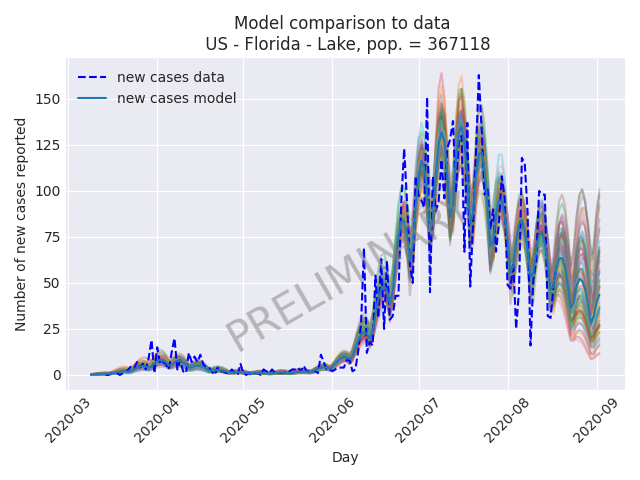 Model comparison to data
US - Florida - Lake, pop. = 367118
new cases data
new cases model
Number of new cases reported
150
125
100
75
50
25
0
PRELIMINARY
2020-03
2020-04
2020-05
2020-06
2020-07
2020-08
2020-09
Day